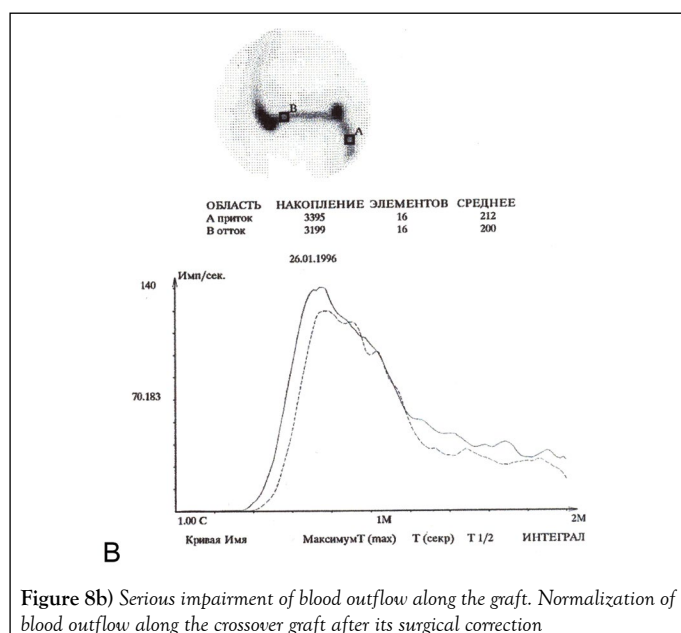 B
A
ОБЛАСТЬ НАКОПЛЕНИЕ ЭЛЕМЕНТОВ СРЕДНЕЕ
А приток 3395 16 212
В отток 3199 16 200
26.01.1996
Имп/сек.
140
70.183
1.00 С 1М 2М
Кривая Имя МаксимумТ (max) Т (секр) Т 1/2 ИНТЕГРАЛ
B
Figure 8b) Serious impairment of blood outflow along the graft. Normalization of
blood outflow along the crossover graft after its surgical correction